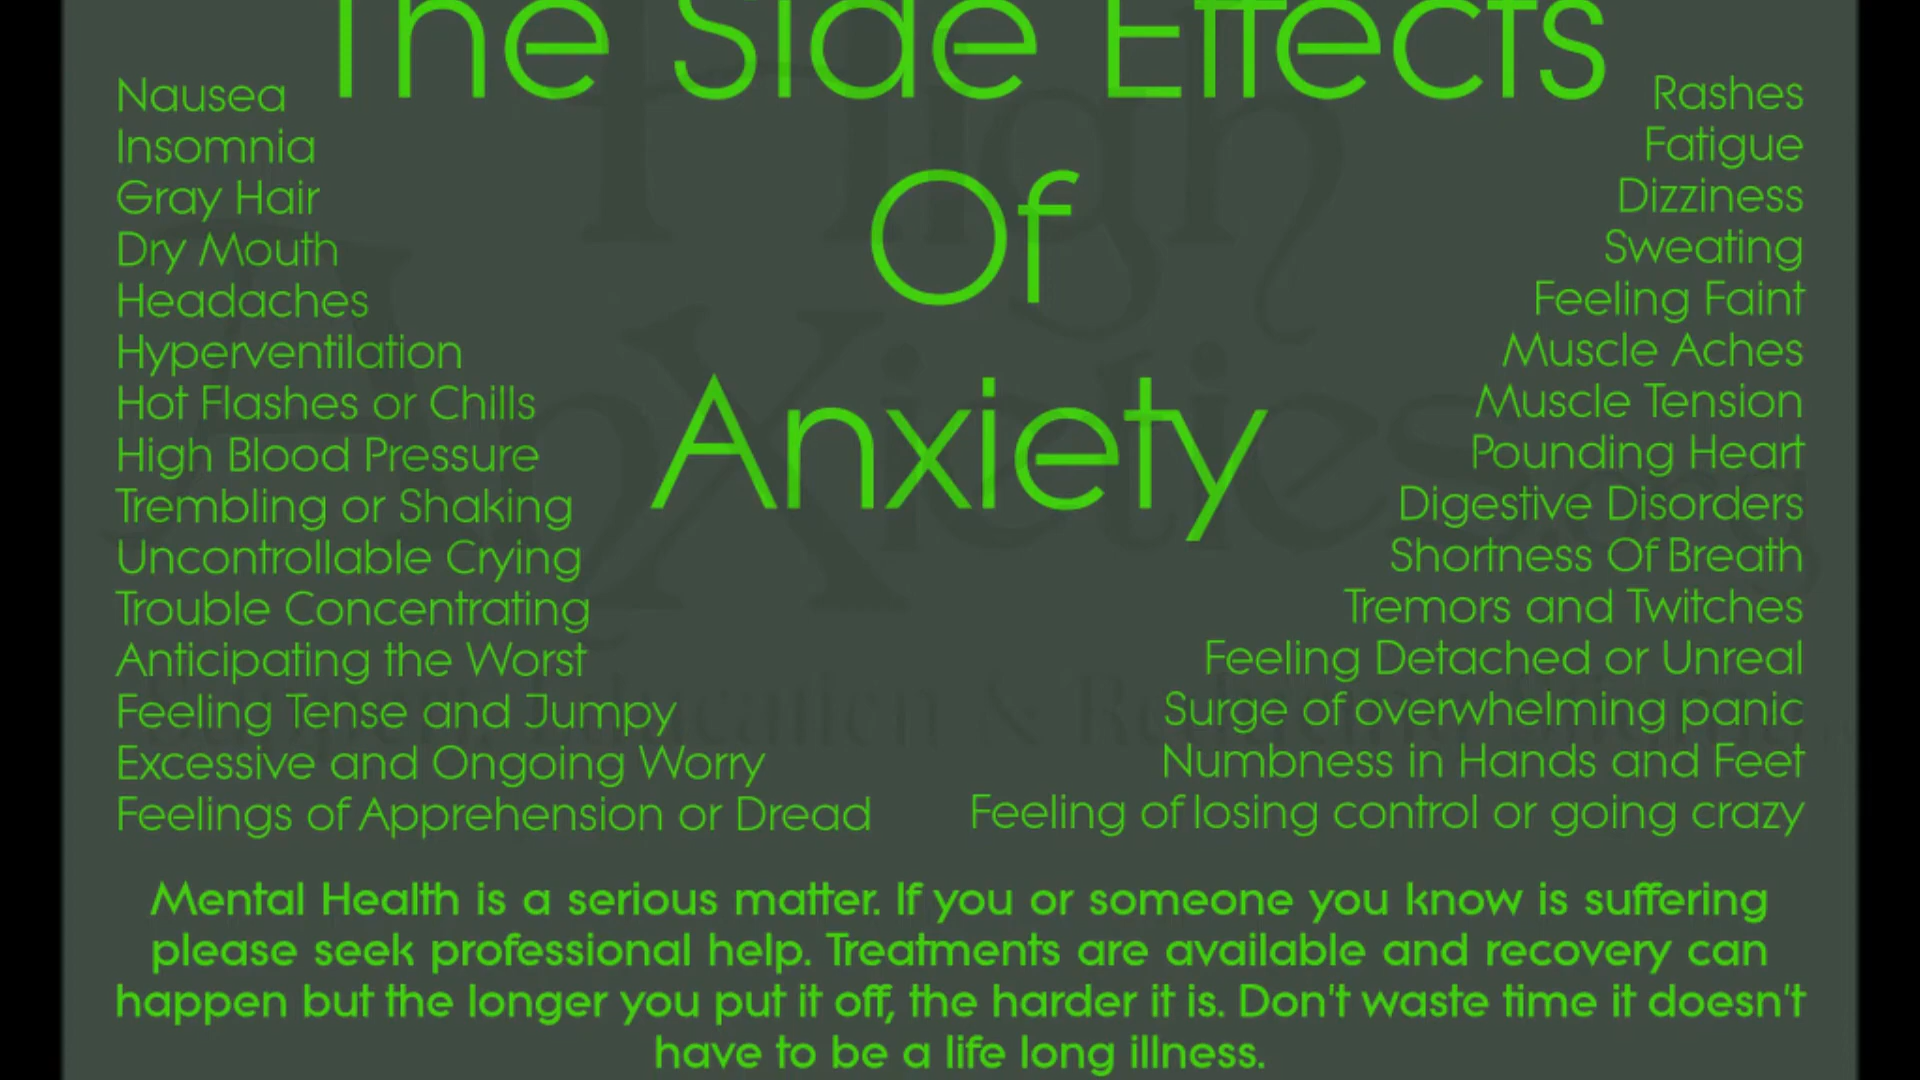 The Side Effects
Of
Anxiety
Nausea
Insomnia
Gray Hair
Dry Mouth
Headaches
Hyperventilation
Hot Flashes or Chills
High Blood Pressure
Trembling or Shaking
Uncontrollable Crying
Trouble Concentrating
Anticipating the Worst
Feeling Tense and Jumpy
Excessive and Ongoing Worry
Feelings of Apprehension or Dread
Rashes
Fatigue
Dizziness
Sweating
Feeling Faint
Muscle Aches
Muscle Tension
Pounding Heart
Digestive Disorders
Shortness Of Breath
Tremors and Twitches
Feeling Detached or Unreal
Surge of overwhelming panic
Numbness in Hands and Feet
Feeling of losing control or going crazy
Mental Health is a serious matter. If you or someone you know is suffering
please seek professional help. Treatments are available and recovery can
happen but the longer you put it off, the harder it is. Don't waste time it doesn't
have to be a life long illness.